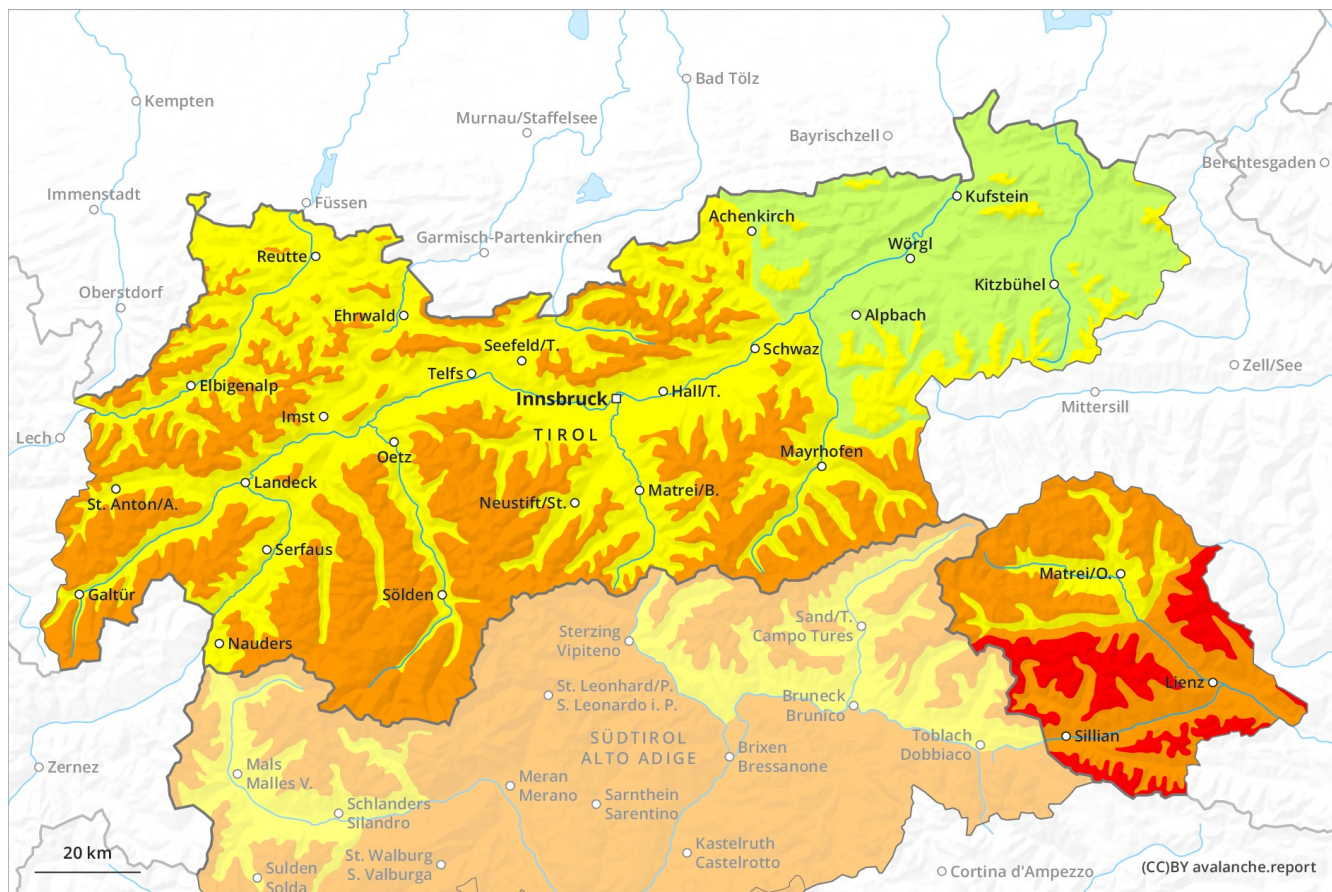 Bad Tölz
Kempten
Murnau/Staffelsee
Bayrischzell
Berchtesgaden
Immenstadt
Kufstein
Füssen
Achenkirch
Garmisch-Partenkirchen
Wörgl
Reutte
Kitzbühel
Oberstdorf
Ehrwald
Alpbach
Seefeld/T.
Schwaz
Zell/See
Telfs
Elbigenalp
Hall/T.
Innsbruck
Mittersill
Imst
TIROL
Lech
Oetz
Mayrhofen
Landeck
Matrei/B.
St. Anton/A.
Neustift/St.
Serfaus
Matrei/O.
Galtür
Sölden
Sand/T.
Campo Tures
Sterzing
Vipiteno
Nauders
Lienz
St. Leonhard/P.
S. Leonardo i. P.
Bruneck
Brunico
Sillian
Toblach
Dobbiaco
SÜDTIROL
ALTO ADIGE
Brixen
Bressanone
Zernez
Mals
Malles V.
Meran
Merano
Sarnthein
Sarentino
Schlanders
Silandro
Kastelruth
Castelrotto
20 km
St. Walburg
S. Valburga
Sulden
Solda
Cortina d'Ampezzo
(CC)BY avalanche.report